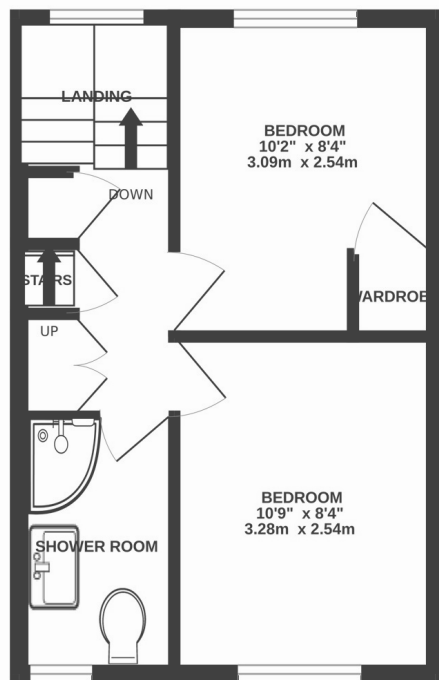 LANDING
BEDROOM
10'2" x 8'4"
3.09m x 2.54m
DOWN
STAIRS
WARDROBE
UP
BEDROOM
10'9" x 8'4"
3.28m x 2.54m
SHOWER ROOM